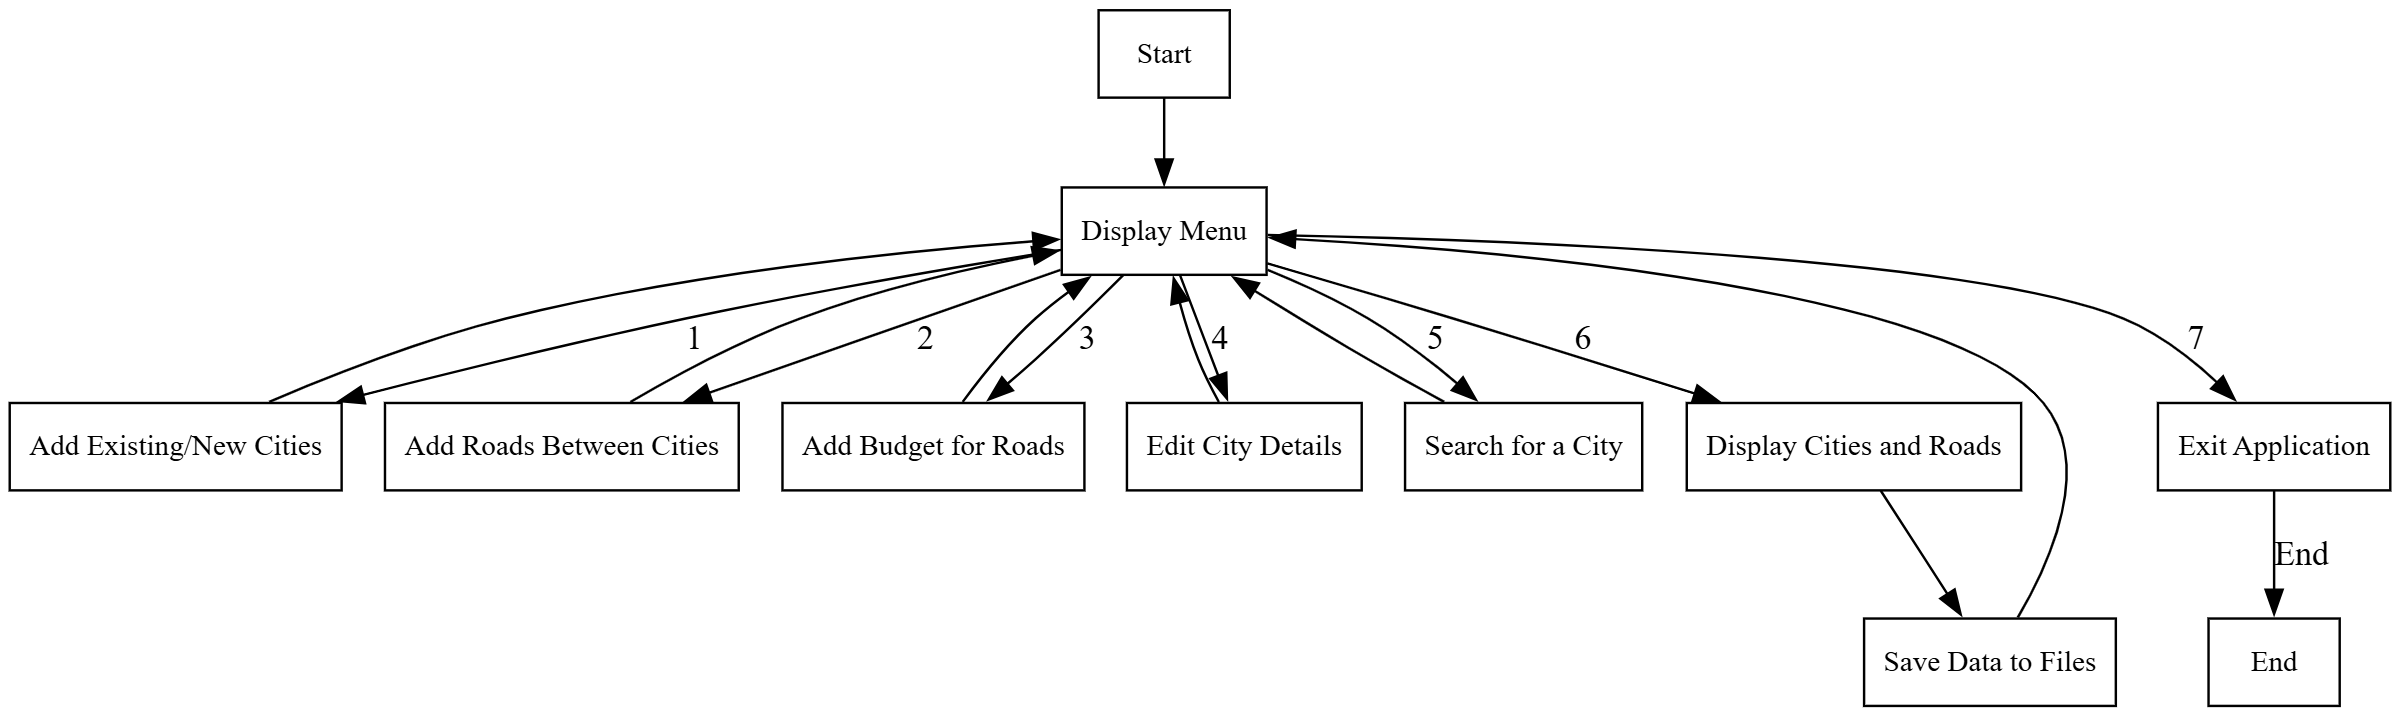 Start
Display Menu
1
2
3
4
5
6
7
Add Existing/New Cities
Add Roads Between Cities
Add Budget for Roads
Edit City Details
Search for a City
Display Cities and Roads
Exit Application
End
Save Data to Files
End